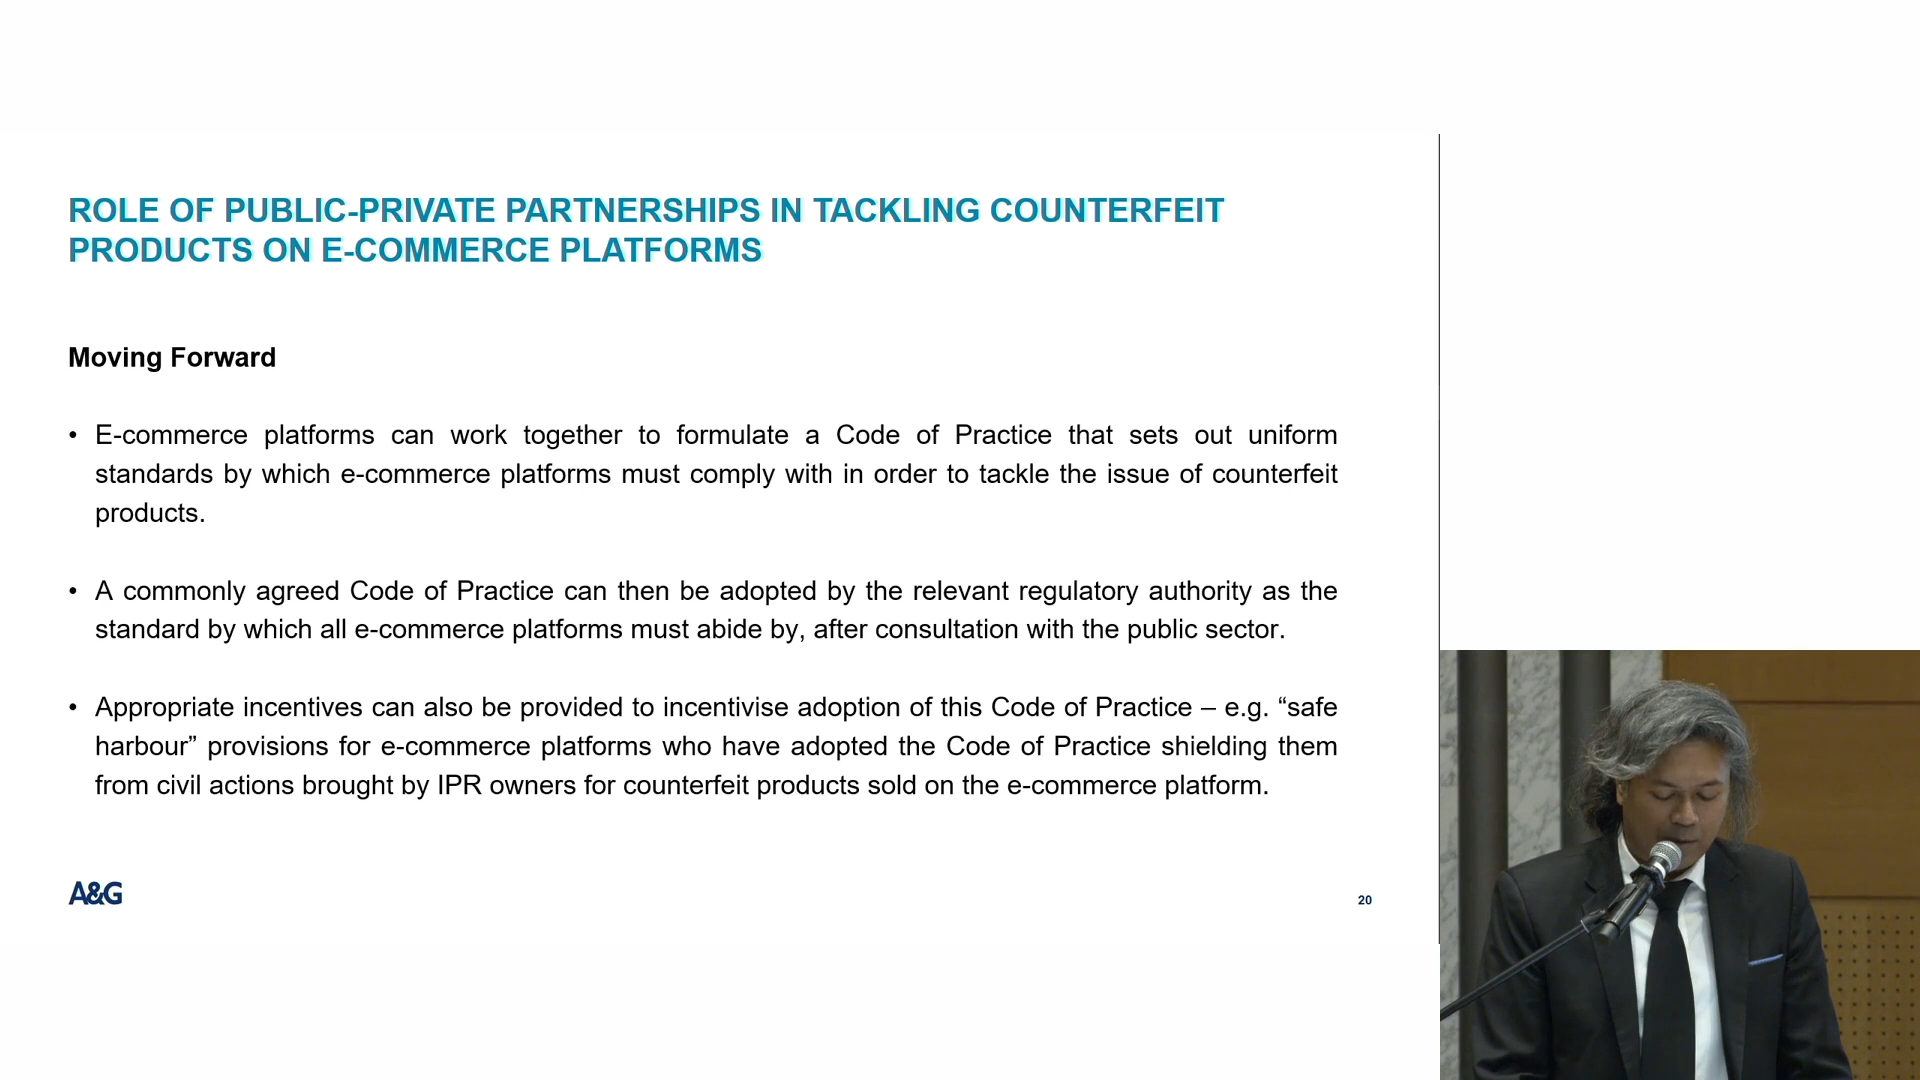 ROLE OF PUBLIC-PRIVATE PARTNERSHIPS IN TACKLING COUNTERFEIT
PRODUCTS ON E-COMMERCE PLATFORMS
Moving Forward
• E-commerce platforms can work together to formulate a Code of Practice that sets out uniform
standards by which e-commerce platforms must comply with in order to tackle the issue of counterfeit
products.
• A commonly agreed Code of Practice can then be adopted by the relevant regulatory authority as the
standard by which all e-commerce platforms must abide by, after consultation with the public sector.
• Appropriate incentives can also be provided to incentivise adoption of this Code of Practice – e.g. “safe
harbour” provisions for e-commerce platforms who have adopted the Code of Practice shielding them
from civil actions brought by IPR owners for counterfeit products sold on the e-commerce platform.
A&G
20